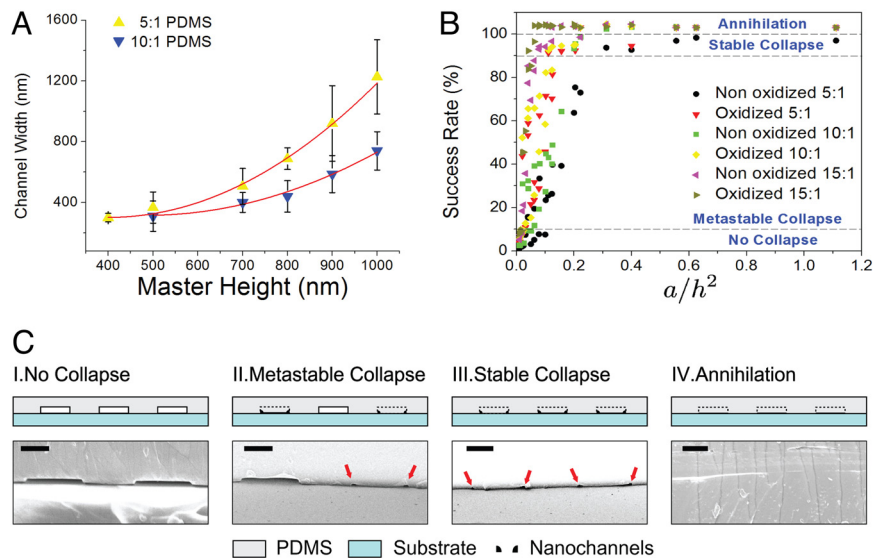 A
Channel Width (nm)
1600
1200
800
400
5:1 PDMS
10:1 PDMS
400 500 600 700 800 900 1000
Master Height (nm)
B
Success Rate (%)
100
80
60
40
20
0
Annihilation
Stable Collapse
Non oxidized 5:1
Oxidized 5:1
Non oxidized 10:1
Oxidized 10:1
Non oxidized 15:1
Oxidized 15:1
Metastable Collapse
No Collapse
0.0 0.2 0.4 0.6 0.8 1.0 1.2
a/h²
C
I.No Collapse
II.Metastable Collapse
III.Stable Collapse
IV.Annihilation
PDMS
Substrate
Nanochannels